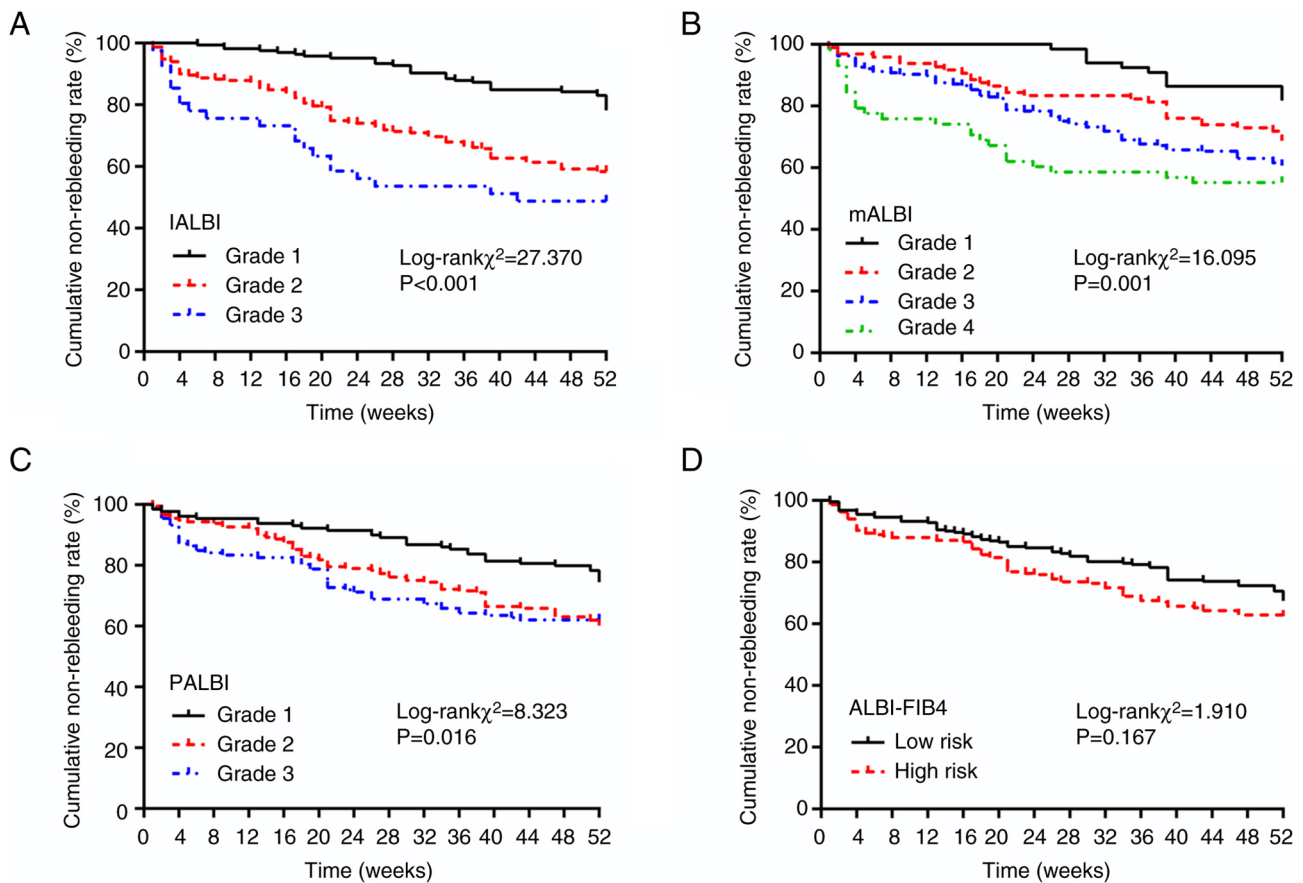 A
Cumulative non-rebleeding rate (%)
100
80
60
40
20
0
IALBI
Grade 1
Grade 2
Grade 3
Log-rankχ²=27.370
P<0.001
0 4 8 12 16 20 24 28 32 36 40 44 48 52
Time (weeks)
B
Cumulative non-rebleeding rate (%)
100
80
60
40
20
0
mALBI
Grade 1
Grade 2
Grade 3
Grade 4
Log-rankχ²=16.095
P=0.001
0 4 8 12 16 20 24 28 32 36 40 44 48 52
Time (weeks)
C
Cumulative non-rebleeding rate (%)
100
80
60
40
20
0
PALBI
Grade 1
Grade 2
Grade 3
Log-rankχ²=8.323
P=0.016
0 4 8 12 16 20 24 28 32 36 40 44 48 52
Time (weeks)
D
Cumulative non-rebleeding rate (%)
100
80
60
40
20
0
ALBI-FIB4
Low risk
High risk
Log-rankχ²=1.910
P=0.167
0 4 8 12 16 20 24 28 32 36 40 44 48 52
Time (weeks)